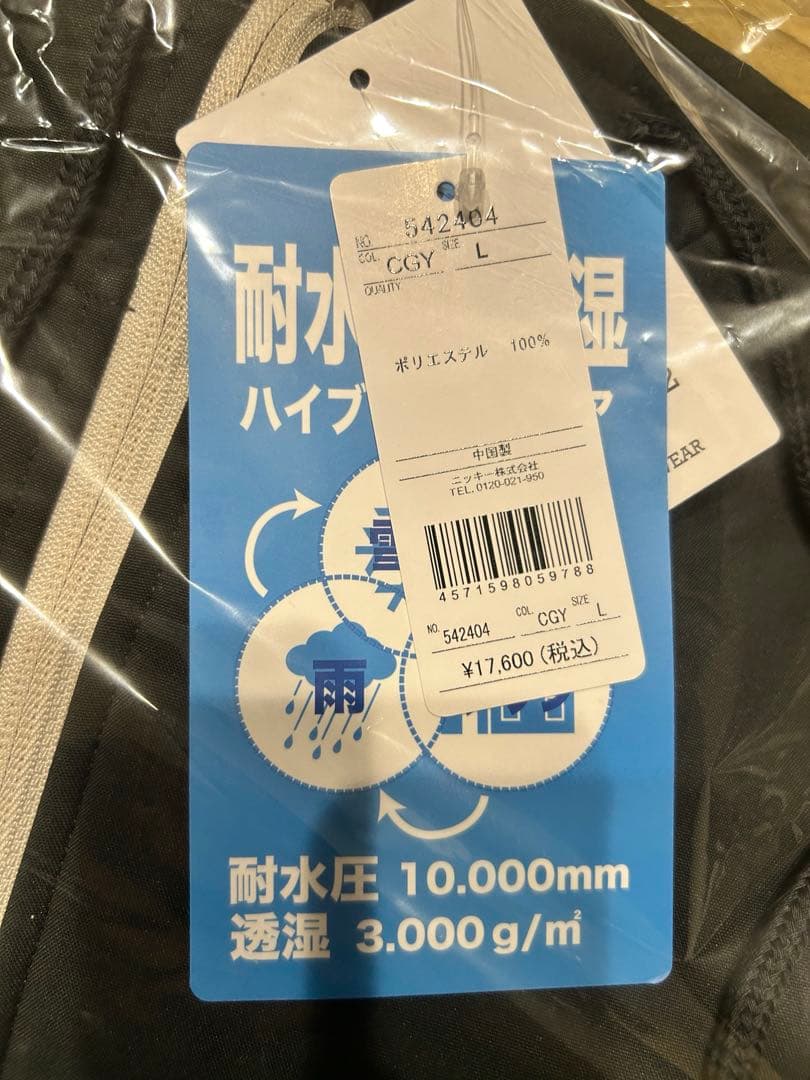 NO. 542404
COL. CGY SIZE L
QUALITY
ポリエステル 100%
中国製
ニッキー株式会社
TEL.0120-021-950
4571598059788
NO. 542404 COL. CGY SIZE L
¥17,600(税込)
耐水 湿
ハイブ
雨
耐水圧 10.000mm
透湿 3.000g/㎡